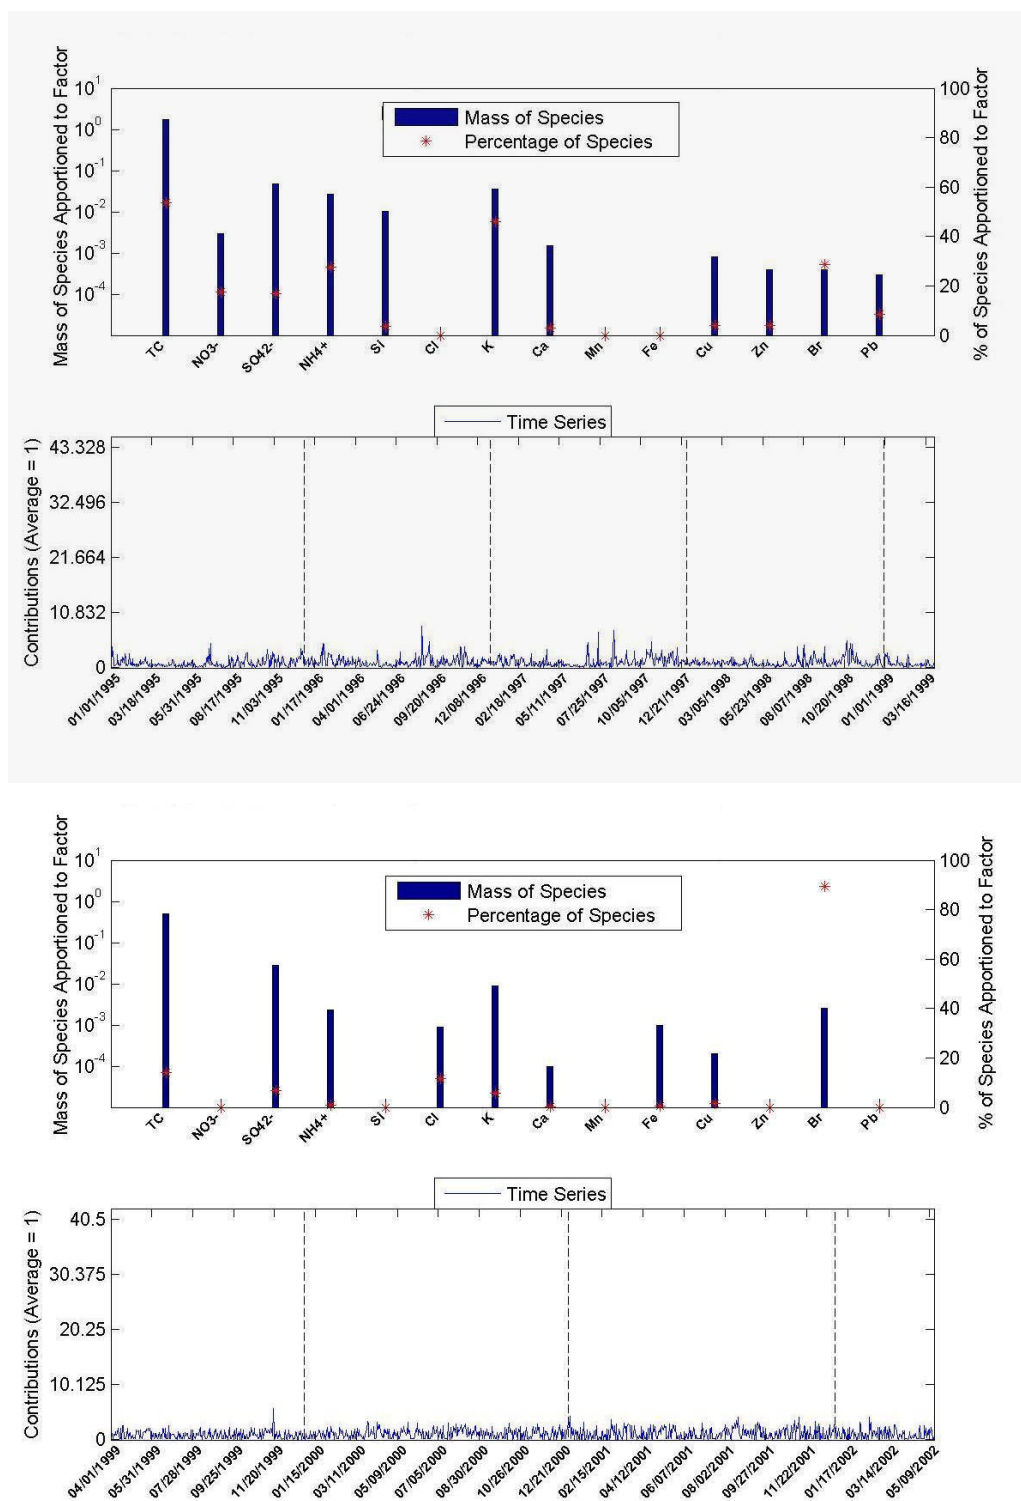 Mass of Species Apportioned to Factor
10^1
10^0
10^-1
10^-2
10^-3
10^-4
Mass of Species
Percentage of Species
100
80
60
40
20
0
% of Species Apportioned to Factor
TC NO3- SO42- NH4+ SI Cl K Ca Mn Fe Cu Zn Br Pb
Time Series
Contributions (Average = 1)
43.328
32.496
21.664
10.832
0
01/01/1995 03/18/1995 05/31/1995 08/17/1995 11/03/1995 01/17/1996 04/01/1996 06/24/1996 09/20/1996 12/08/1996 02/18/1997 05/11/1997 07/25/1997 10/05/1997 12/21/1997 03/05/1998 05/23/1998 08/07/1998 10/20/1998 01/01/1999 03/16/1999
Mass of Species Apportioned to Factor
10^1
10^0
10^-1
10^-2
10^-3
10^-4
Mass of Species
Percentage of Species
100
80
60
40
20
0
% of Species Apportioned to Factor
TC NO3- SO42- NH4+ SI Cl K Ca Mn Fe Cu Zn Br Pb
Time Series
Contributions (Average = 1)
40.5
30.375
20.25
10.125
0
04/01/1999 05/31/1999 07/28/1999 09/25/1999 11/20/1999 01/15/2000 03/11/2000 05/09/2000 07/05/2000 08/30/2000 10/26/2000 12/21/2000 02/15/2001 04/12/2001 06/07/2001 08/02/2001 09/27/2001 11/22/2001 01/17/2002 03/14/2002 05/09/2002